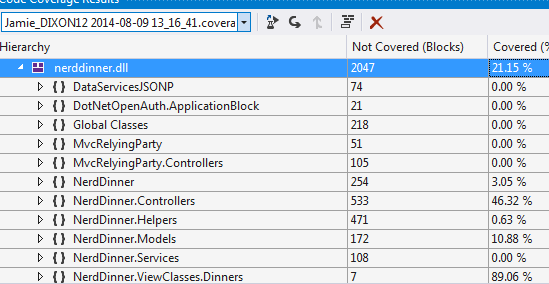 Code Coverage Results
Jamie_DIXON12 2014-08-09 13_16_41.covera
Hierarchy Not Covered (Blocks) Covered (%
nerddinner.dll 2047 21.15 %
{ } DataServicesJSONP 74 0.00 %
{ } DotNetOpenAuth.ApplicationBlock 21 0.00 %
{ } Global Classes 218 0.00 %
{ } MvcRelyingParty 51 0.00 %
{ } MvcRelyingParty.Controllers 105 0.00 %
{ } NerdDinner 254 3.05 %
{ } NerdDinner.Controllers 533 46.32 %
{ } NerdDinner.Helpers 471 0.63 %
{ } NerdDinner.Models 172 10.88 %
{ } NerdDinner.Services 108 0.00 %
{ } NerdDinner.ViewClasses.Dinners 7 89.06 %